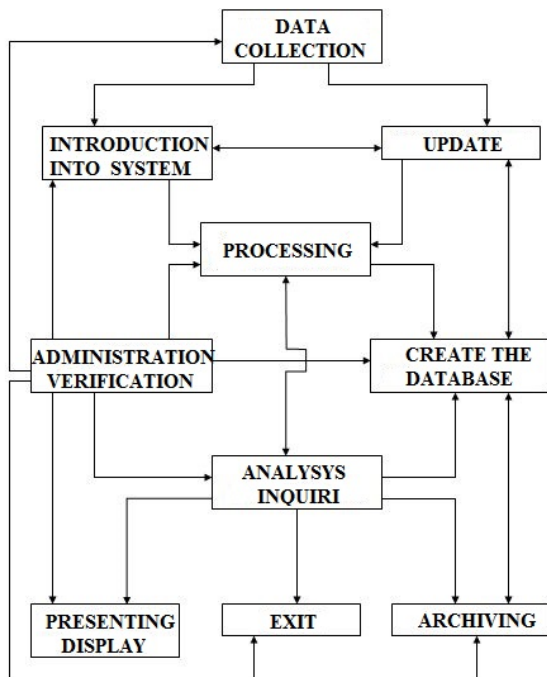 DATA
COLLECTION
INTRODUCTION
INTO SYSTEM
UPDATE
PROCESSING
ADMINISTRATION
VERIFICATION
CREATE THE
DATABASE
ANALYSYS
INQUIRI
PRESENTING
DISPLAY
EXIT
ARCHIVING